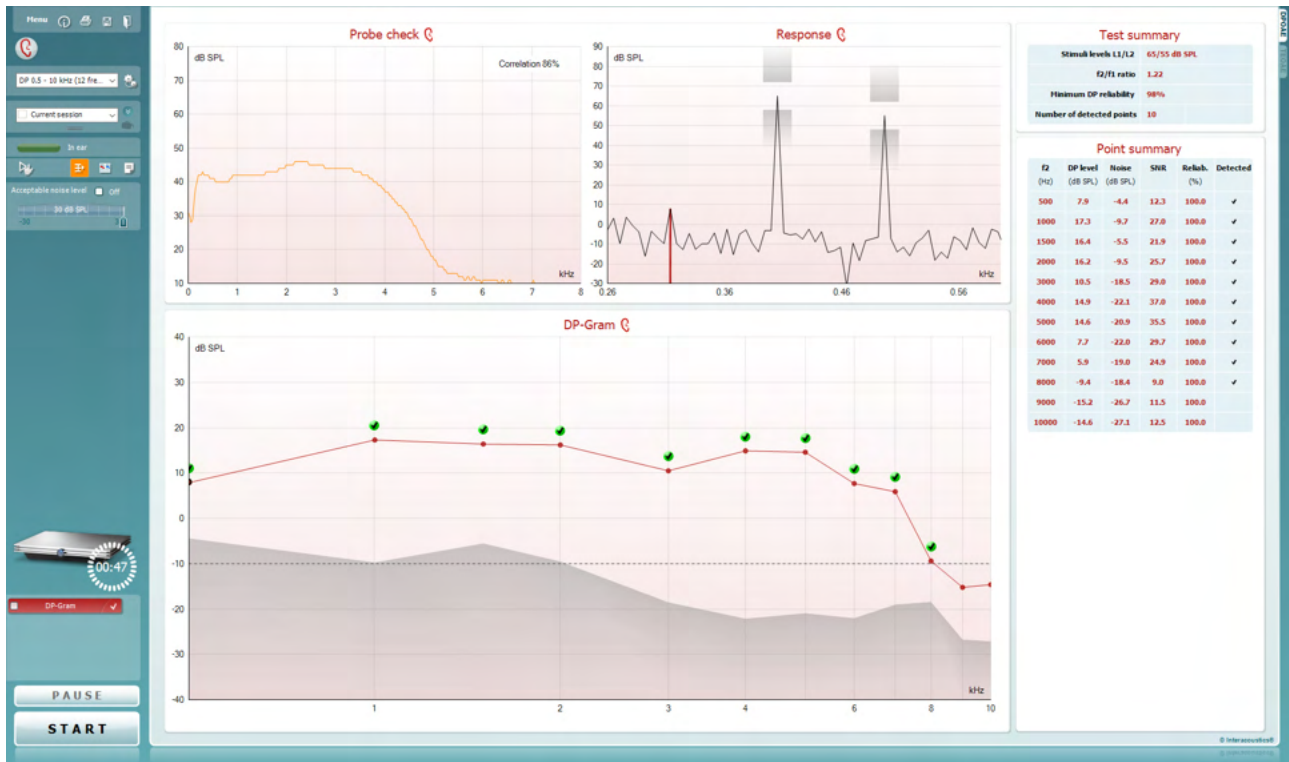 Menu
DP 0.5 - 10 kHz (12 fre...
Current session
In ear
Acceptable noise level Off
30 dB SPL
-30
DP-Gram
00:47
PAUSE
START
Probe check
dB SPL
Correlation 86%
80
70
60
50
40
30
20
10
kHz
0 1 2 3 4 5 6 7 8
Response
dB SPL
90
80
70
60
50
40
30
20
10
0
-10
-20
-30
kHz
0.26 0.36 0.46 0.56
DP-Gram
dB SPL
40
30
20
10
0
-10
-20
-30
-40
kHz
1 2 3 4 6 8 10
Test summary
Stimuli levels L1/L2 65/55 dB SPL
f2/f1 ratio 1.22
Minimum DP reliability 98%
Number of detected points 10
Point summary
f2 DP level Noise SNR Reliab. Detected
(Hz) (dB SPL) (dB SPL) (%)
500 7.9 -4.4 12.3 100.0 ✔
1000 17.3 -9.7 27.0 100.0 ✔
1500 16.4 -5.5 21.9 100.0 ✔
2000 16.2 -9.5 25.7 100.0 ✔
3000 10.5 -18.5 29.0 100.0 ✔
4000 14.9 -22.1 37.0 100.0 ✔
5000 14.6 -20.9 35.5 100.0 ✔
6000 7.7 -22.0 29.7 100.0 ✔
7000 5.9 -19.0 24.9 100.0 ✔
8000 -9.4 -18.4 9.0 100.0 ✔
9000 -15.2 -26.7 11.5 100.0
10000 -14.6 -27.1 12.5 100.0
DPOAE
© Interacoustics®